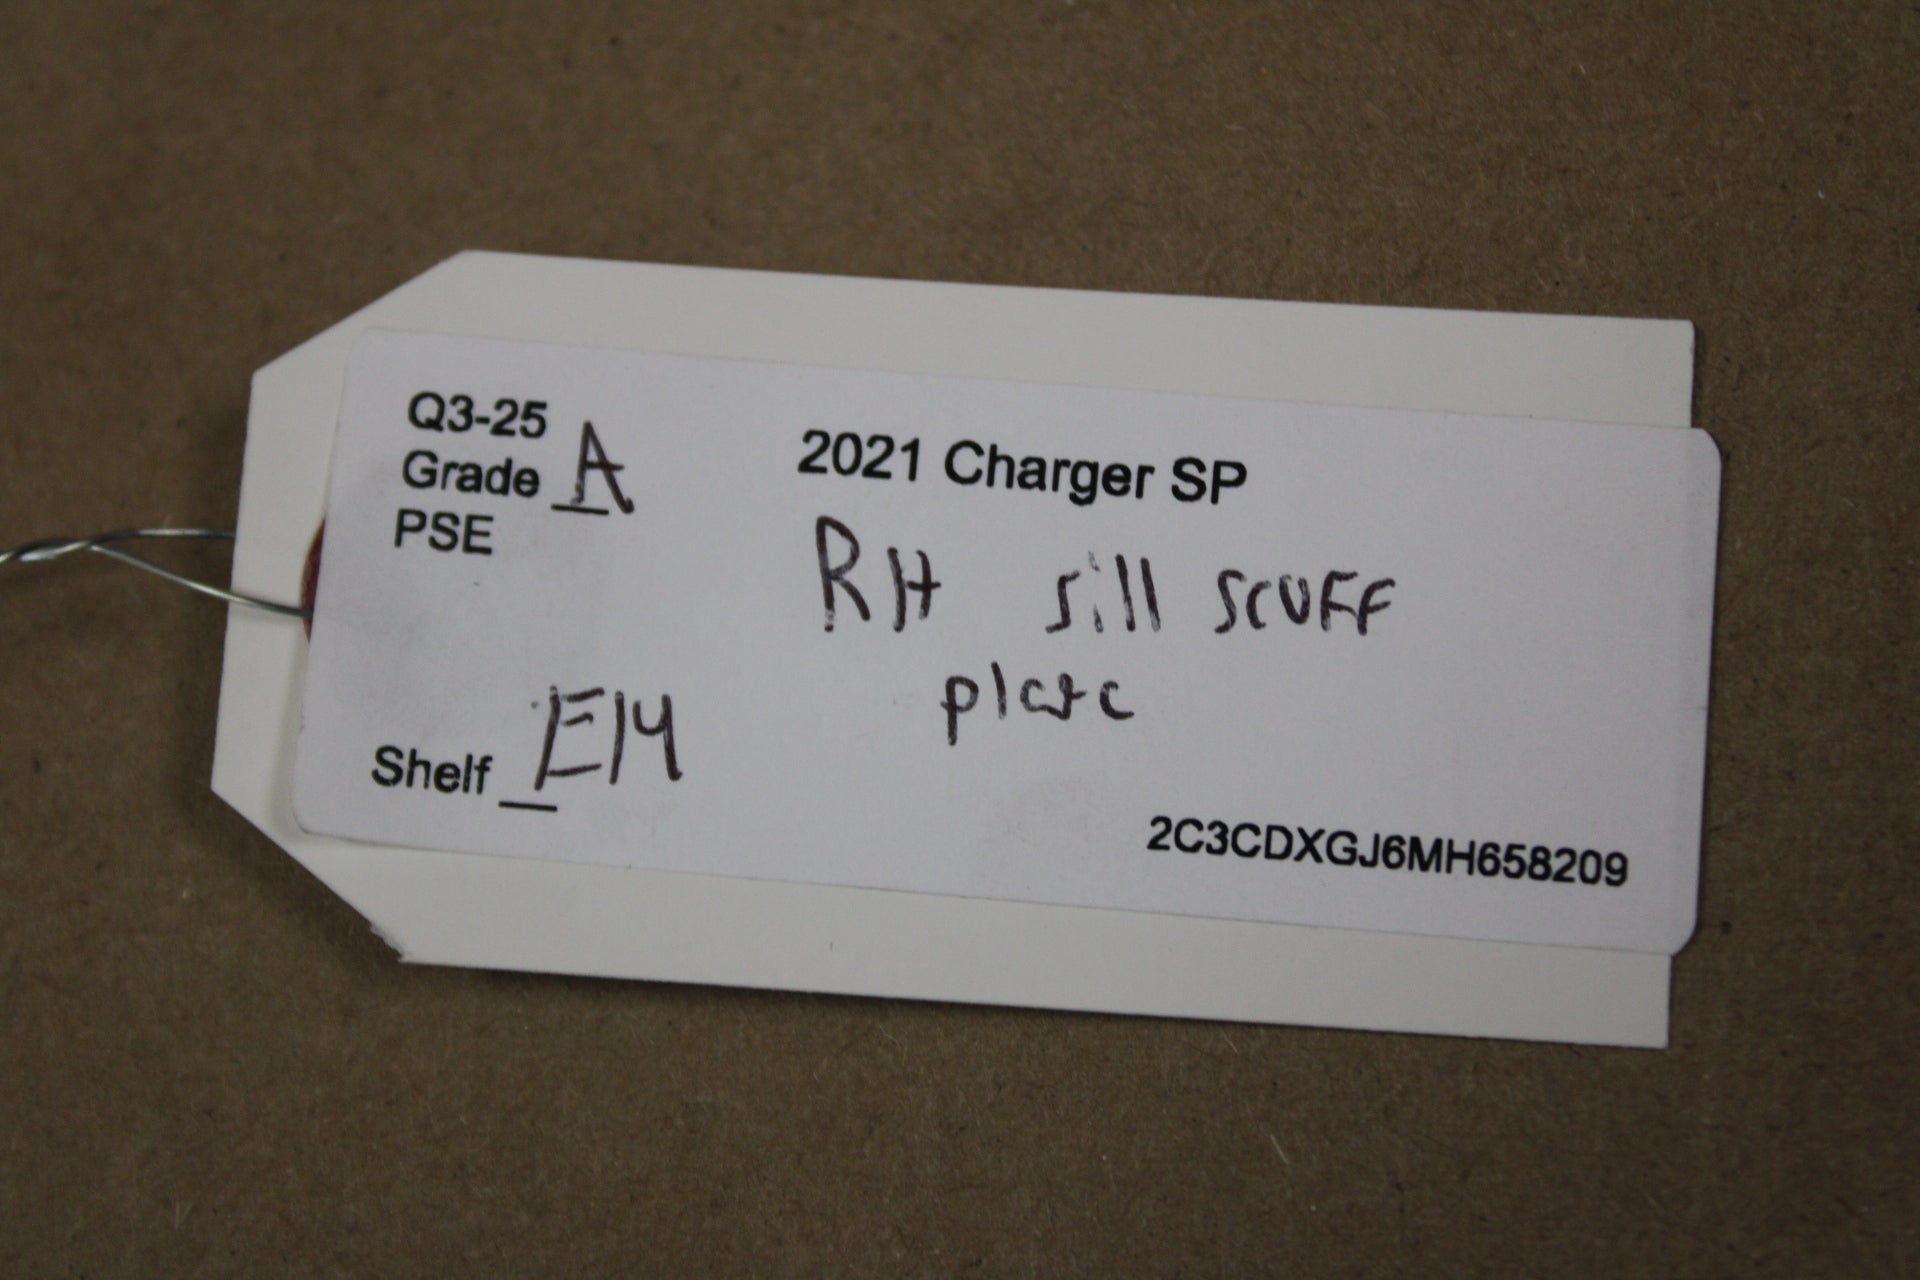 Q3-25
Grade A
PSE
2021 Charger SP
RH sill scuff
plate
Shelf E14
2C3CDXGJ6MH658209